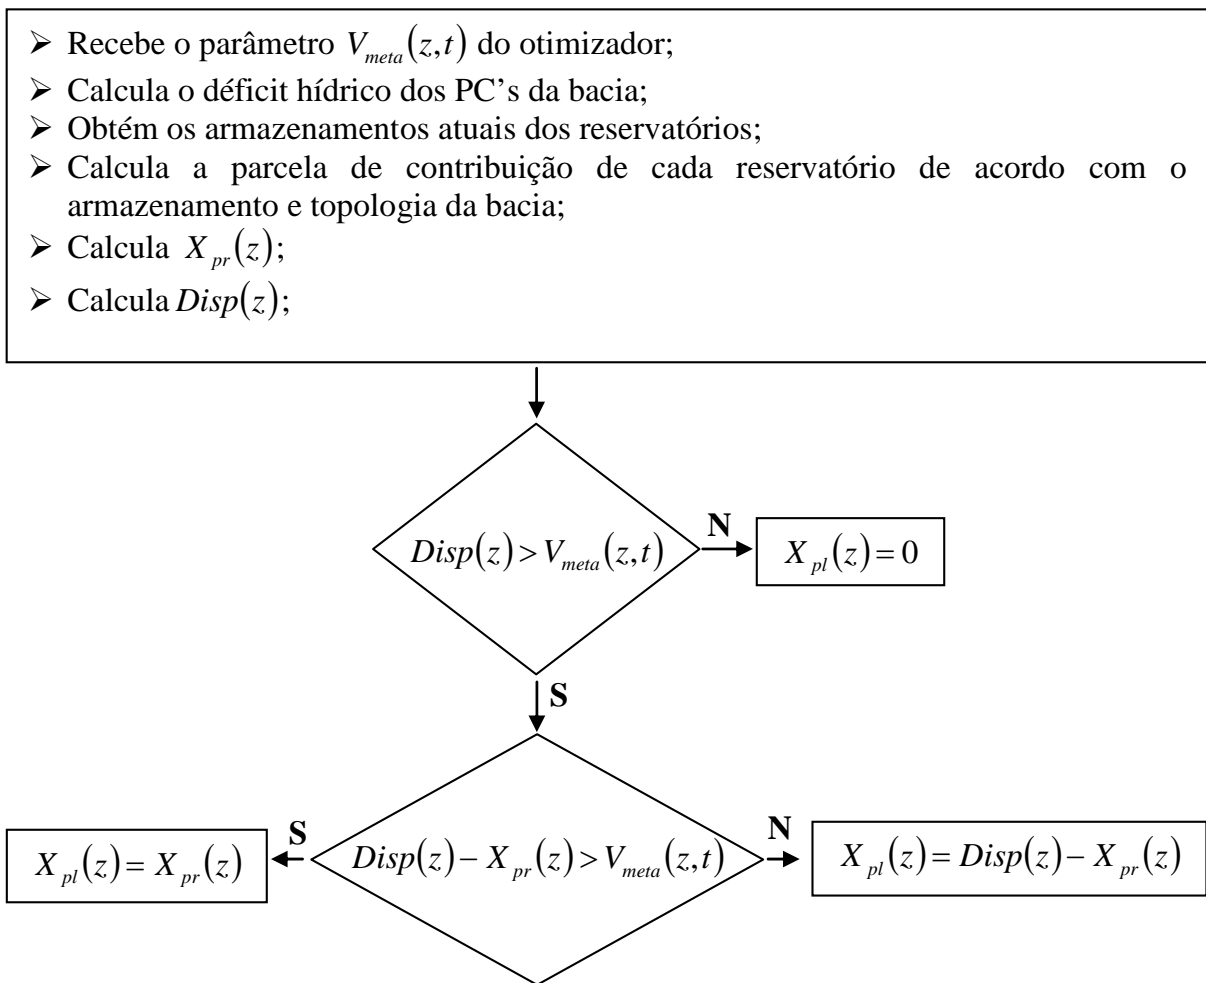 ➢ Recebe o parâmetro V_meta(z,t) do otimizador;
➢ Calcula o déficit hídrico dos PC’s da bacia;
➢ Obtém os armazenamentos atuais dos reservatórios;
➢ Calcula a parcela de contribuição de cada reservatório de acordo com o
armazenamento e topologia da bacia;
➢ Calcula X_pr(z);
➢ Calcula Disp(z);
Disp(z) > V_meta(z,t)
N
X_pl(z) = 0
S
Disp(z) − X_pr(z) > V_meta(z,t)
S
X_pl(z) = X_pr(z)
N
X_pl(z) = Disp(z) − X_pr(z)